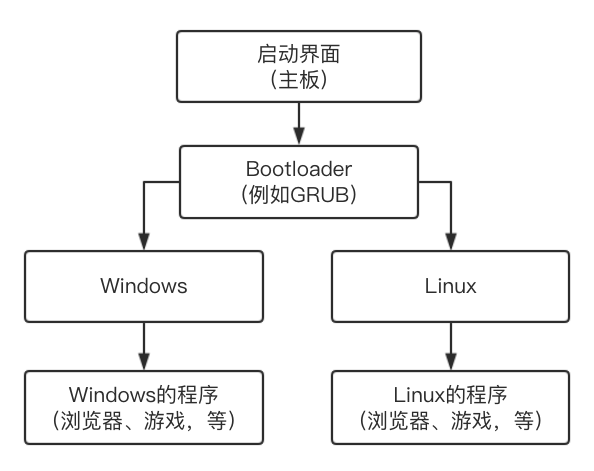 启动界面
（主板）
Bootloader
（例如GRUB）
Windows
Linux
Windows的程序
（浏览器、游戏，等）
Linux的程序
（浏览器、游戏，等）